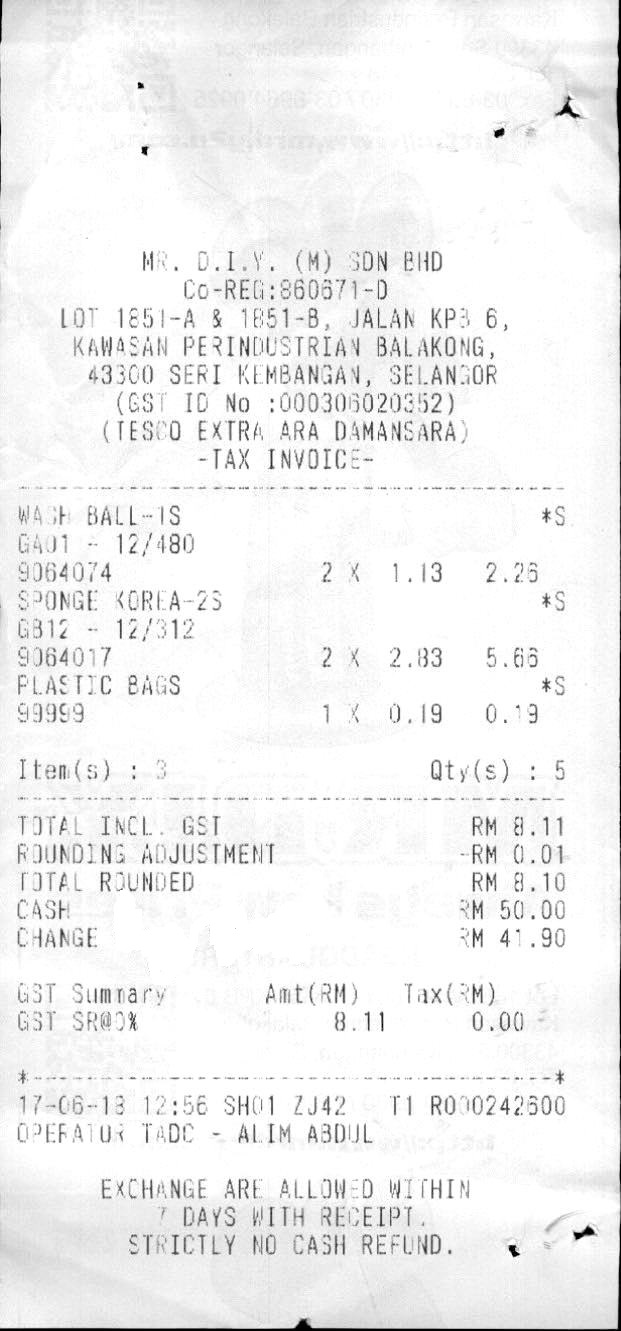 MR. D.I.Y. (M) SDN BHD
Co-REG:860671-D
LOT 1851-A & 1851-B, JALAN KPB 6,
KAWASAN PERINDUSTRIAN BALAKONG,
43300 SERI KEMBANGAN, SELANGOR
(GST ID No :000306020352)
(TESCO EXTRA ARA DAMANSARA)
-TAX INVOICE-
WASH BALL-1S *S
GA01 - 12/480
9064074 2 X 1.13 2.26
SPONGE KOREA-2S *S
GB12 - 12/312
9064017 2 X 2.83 5.66
PLASTIC BAGS *S
99999 1 X 0.19 0.19
Item(s) : 3 Qty(s) : 5
TOTAL INCL. GST RM 8.11
ROUNDING ADJUSTMENT -RM 0.01
TOTAL ROUNDED RM 8.10
CASH RM 50.00
CHANGE RM 41.90
GST Summary Amt(RM) Tax(RM)
GST SR@0% 8.11 0.00
*-*
17-06-18 12:56 SH01 ZJ42 T1 R000242600
OPERATOR TADC - ALIM ABDUL
EXCHANGE ARE ALLOWED WITHIN
7 DAYS WITH RECEIPT.
STRICTLY NO CASH REFUND.